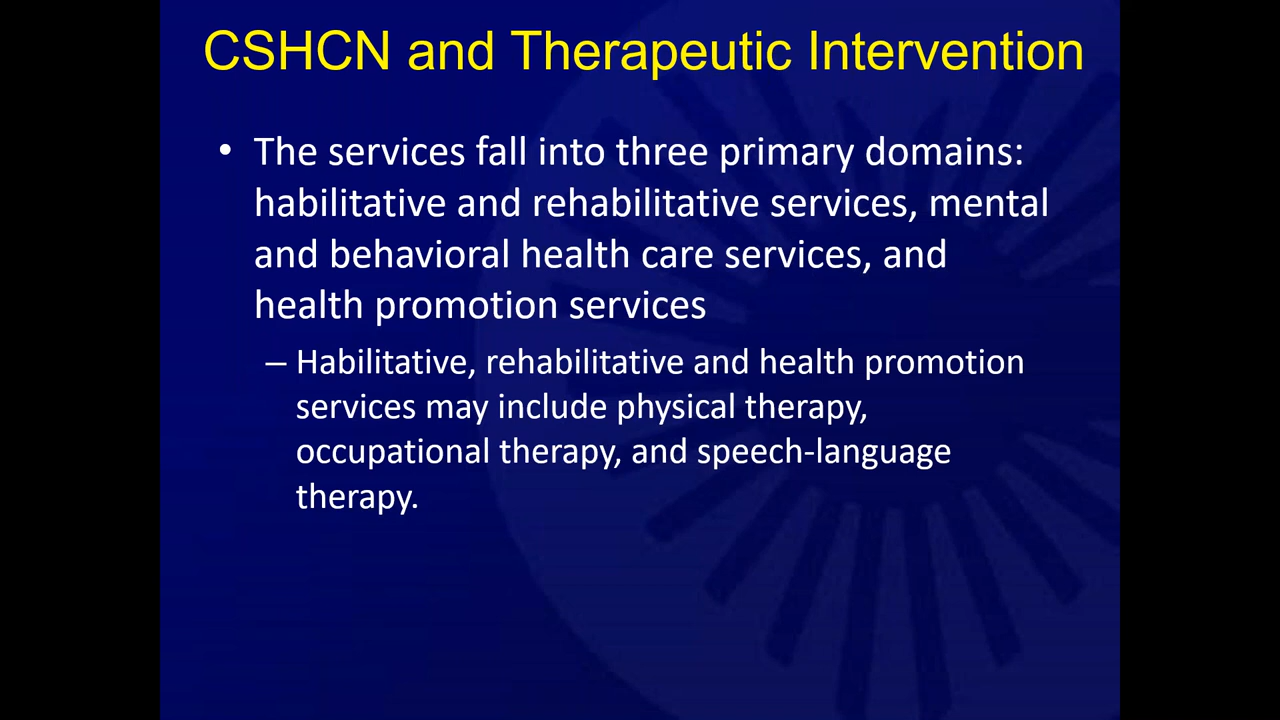 CSHCN and Therapeutic Intervention
• The services fall into three primary domains:
habilitative and rehabilitative services, mental
and behavioral health care services, and
health promotion services
– Habilitative, rehabilitative and health promotion
services may include physical therapy,
occupational therapy, and speech-language
therapy.